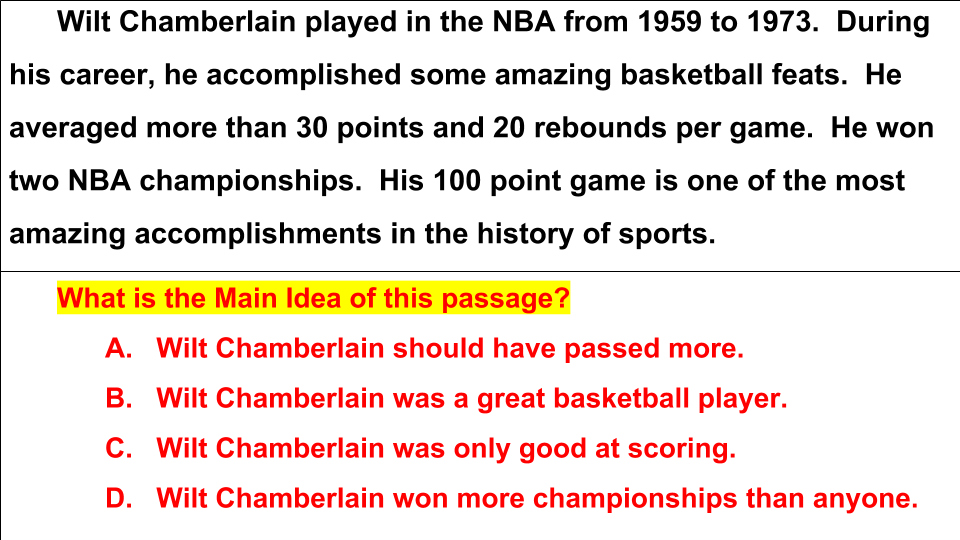 Wilt Chamberlain played in the NBA from 1959 to 1973.  During
his career, he accomplished some amazing basketball feats.  He
averaged more than 30 points and 20 rebounds per game.  He won
two NBA championships.  His 100 point game is one of the most
amazing accomplishments in the history of sports.
What is the Main Idea of this passage?
A.   Wilt Chamberlain should have passed more.
B.   Wilt Chamberlain was a great basketball player.
C.   Wilt Chamberlain was only good at scoring.
D.   Wilt Chamberlain won more championships than anyone.